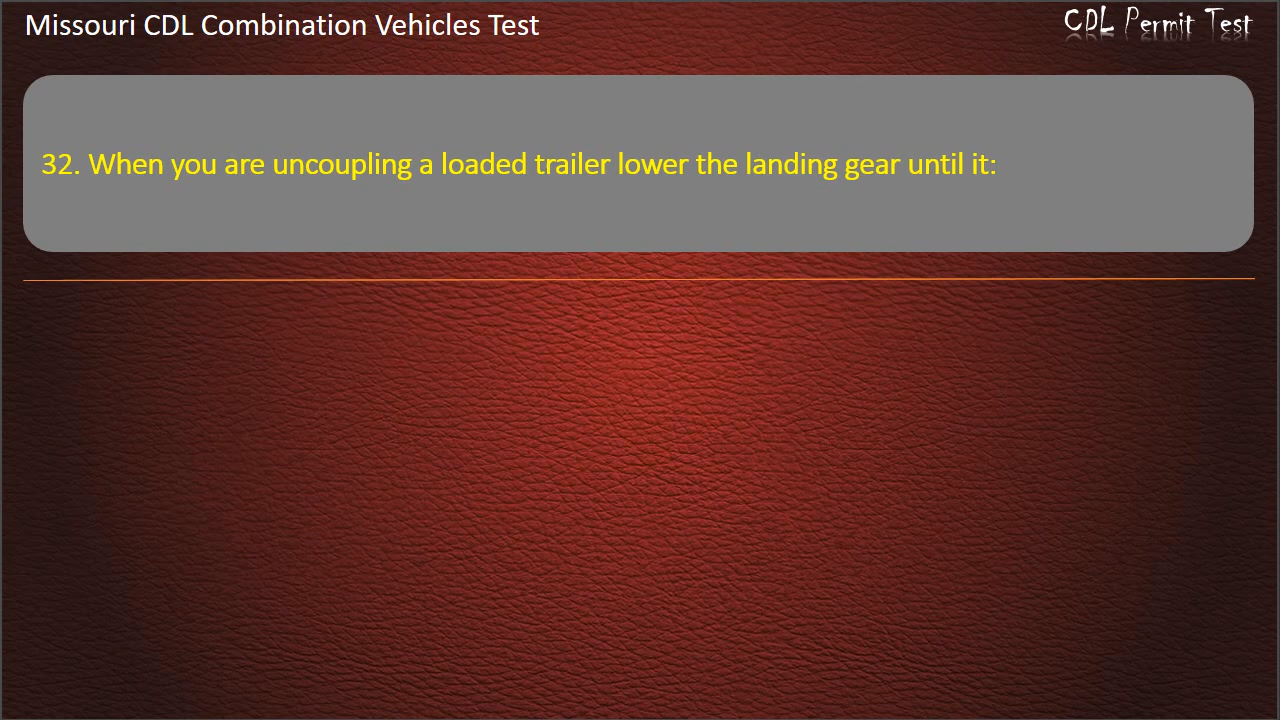 Missouri CDL Combination Vehicles Test
CDL Permit Test
32. When you are uncoupling a loaded trailer lower the landing gear until it: